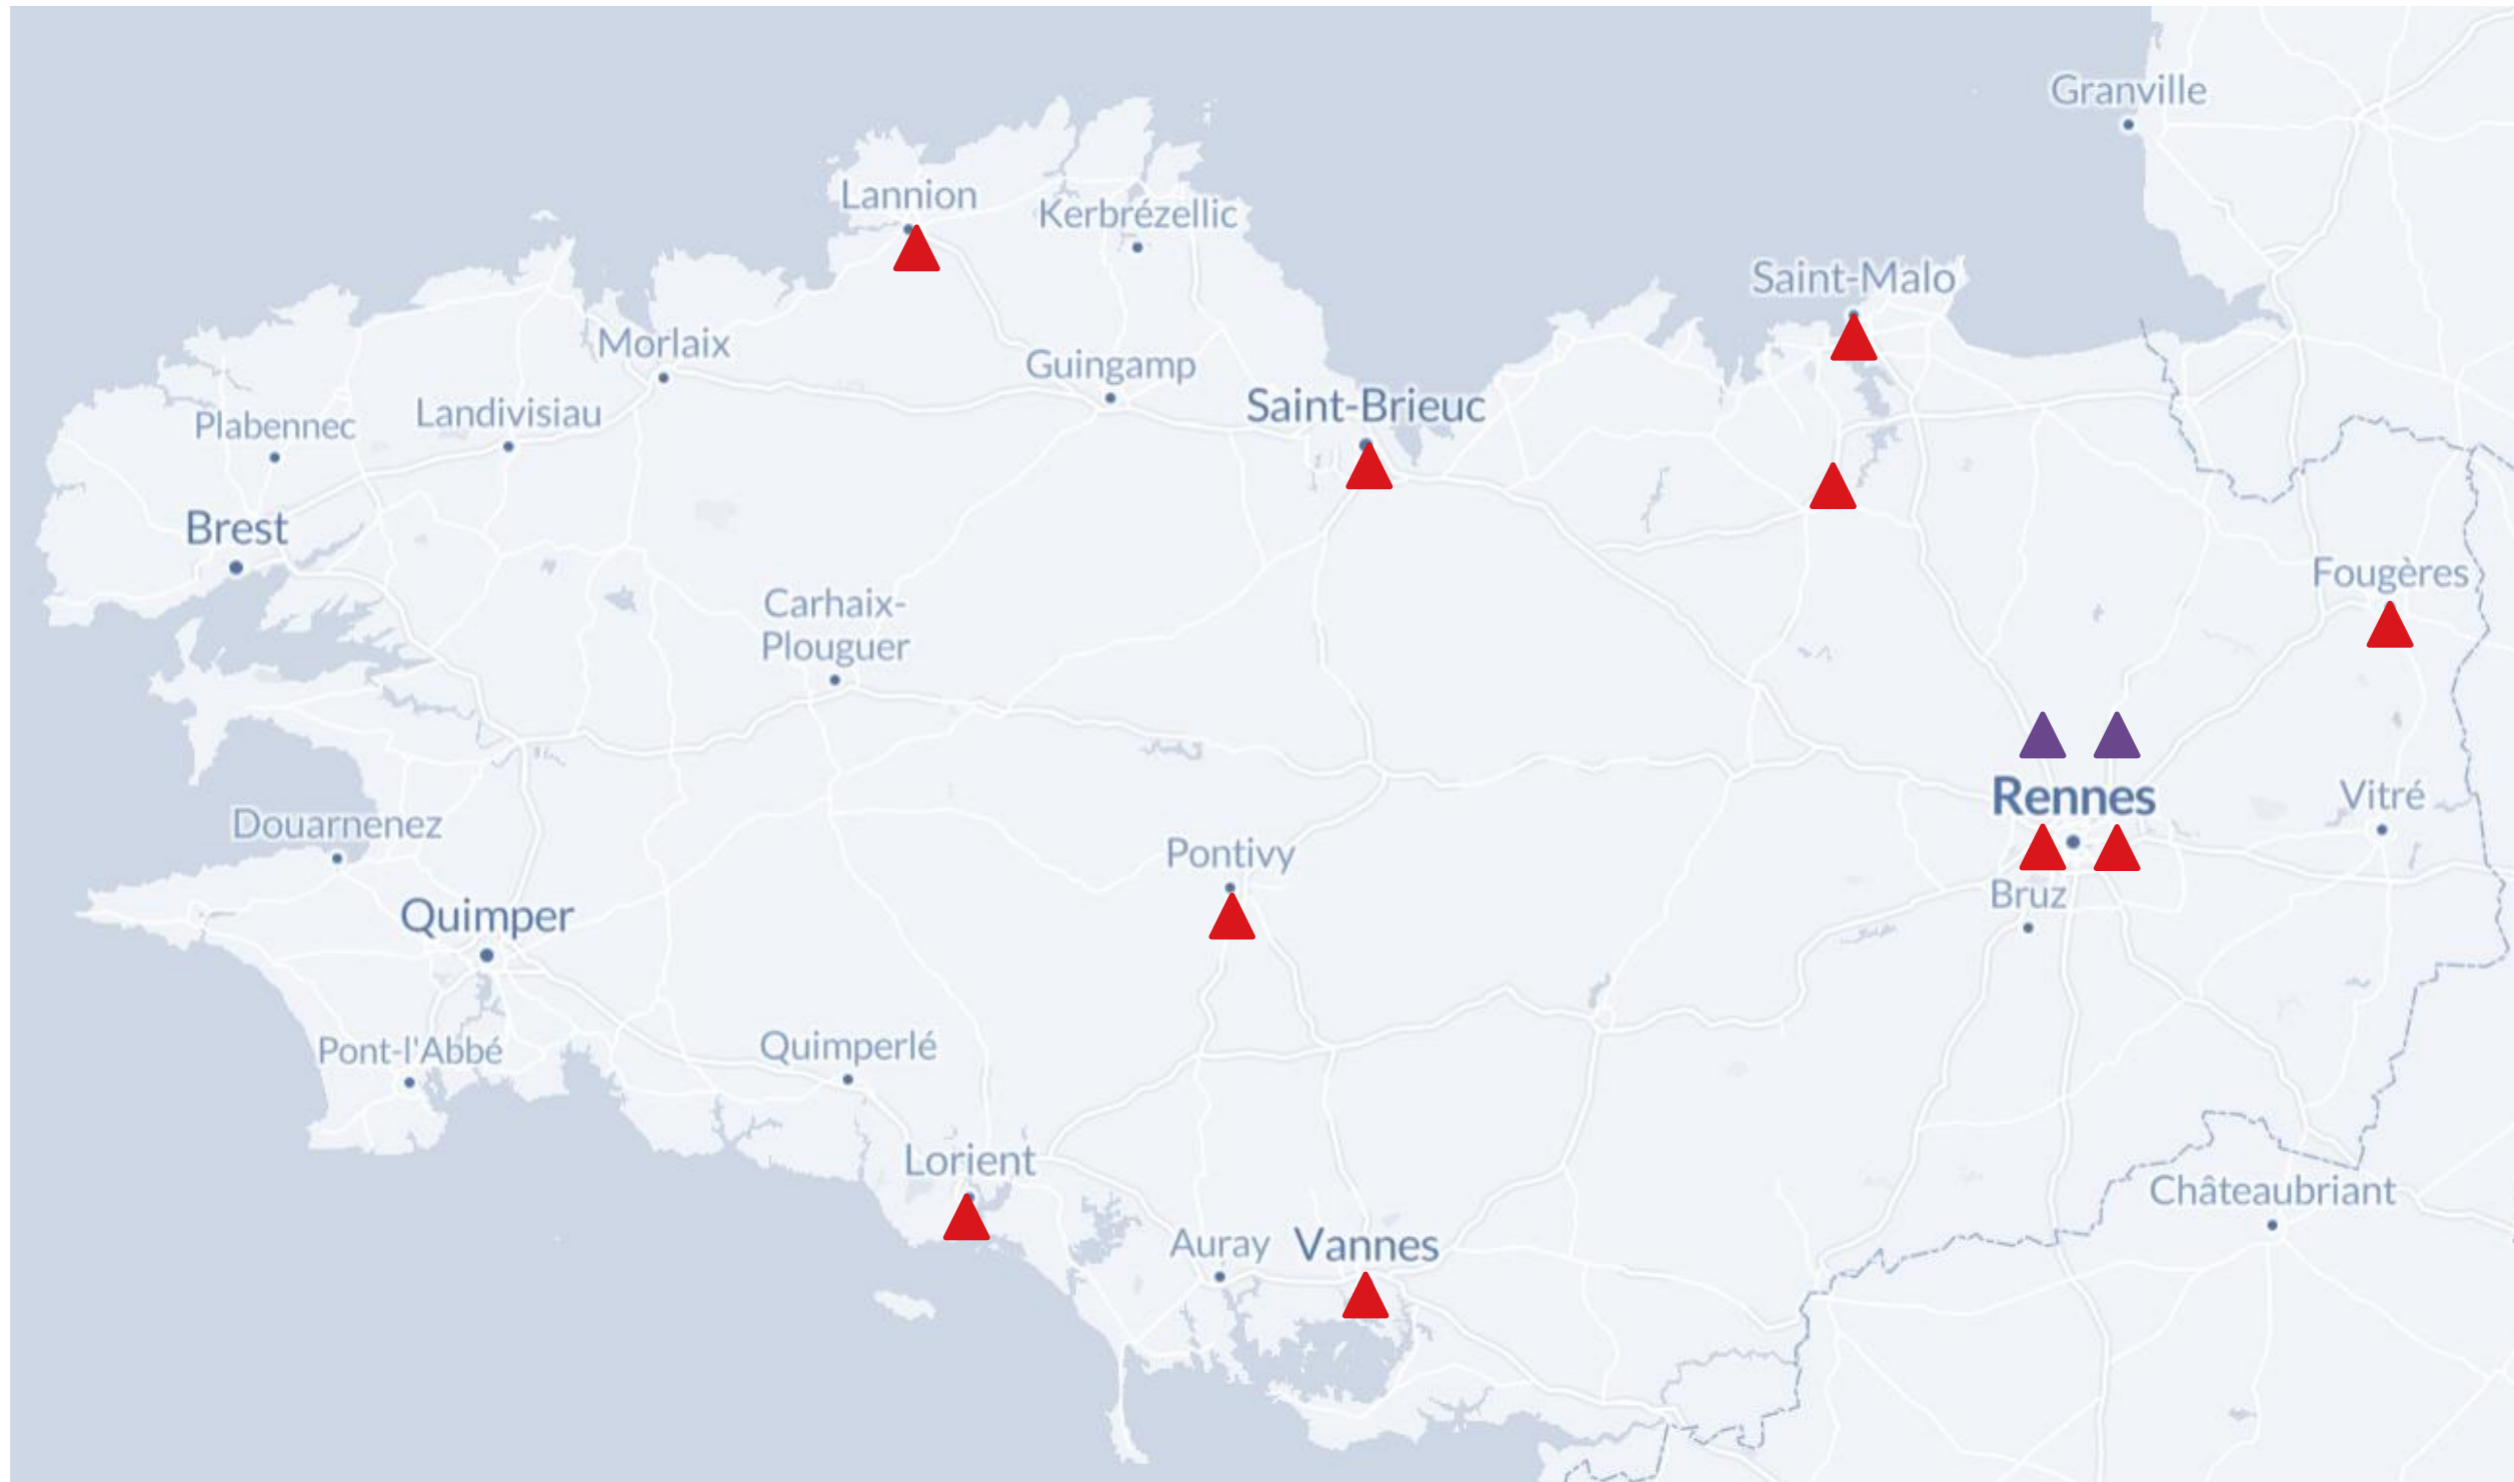 Granville
Lannion
Kerbrézellic
Saint-Malo
Morlaix
Guingamp
Saint-Brieuc
Landivisiau
Plabennec
Brest
Fougères
Carhaix-
Plouguer
Rennes
Vitré
Douarnenez
Pontivy
Bruz
Quimper
Quimperlé
Pont-l'Abbé
Lorient
Châteaubriant
Auray
Vannes